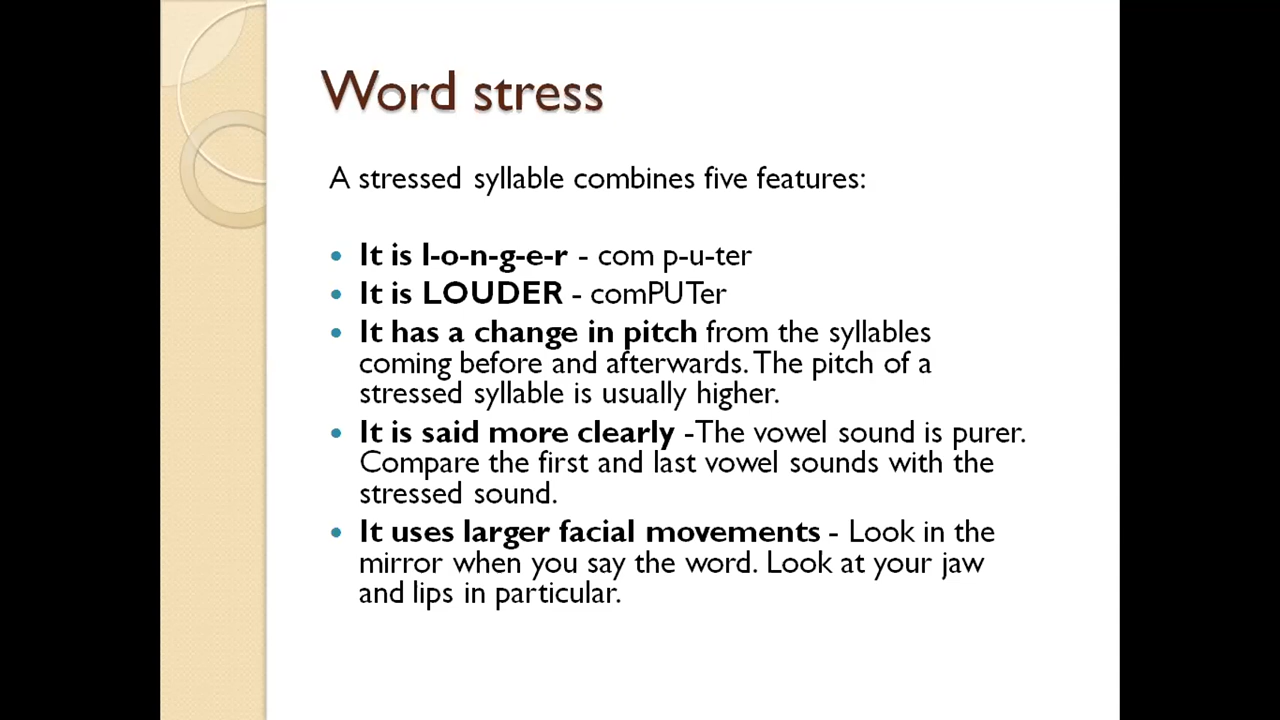 Word stress
A stressed syllable combines five features:
• It is l-o-n-g-e-r - com p-u-ter
• It is LOUDER - comPUTer
• It has a change in pitch from the syllables
coming before and afterwards. The pitch of a
stressed syllable is usually higher.
• It is said more clearly -The vowel sound is purer.
Compare the first and last vowel sounds with the
stressed sound.
• It uses larger facial movements - Look in the
mirror when you say the word. Look at your jaw
and lips in particular.